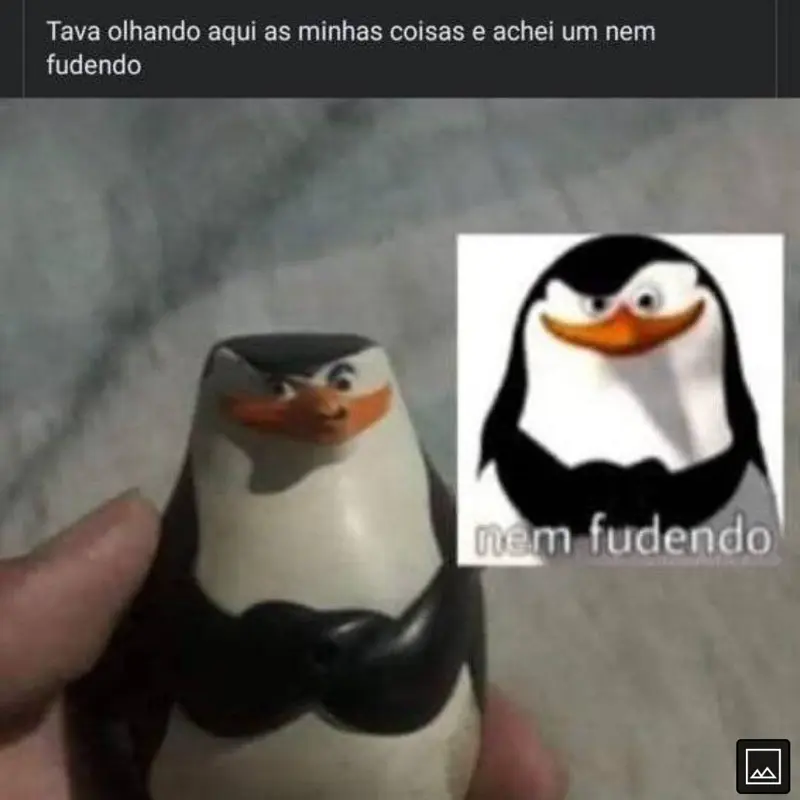 Tava olhando aqui as minhas coisas e achei um nem
fudendo
nem fudendo